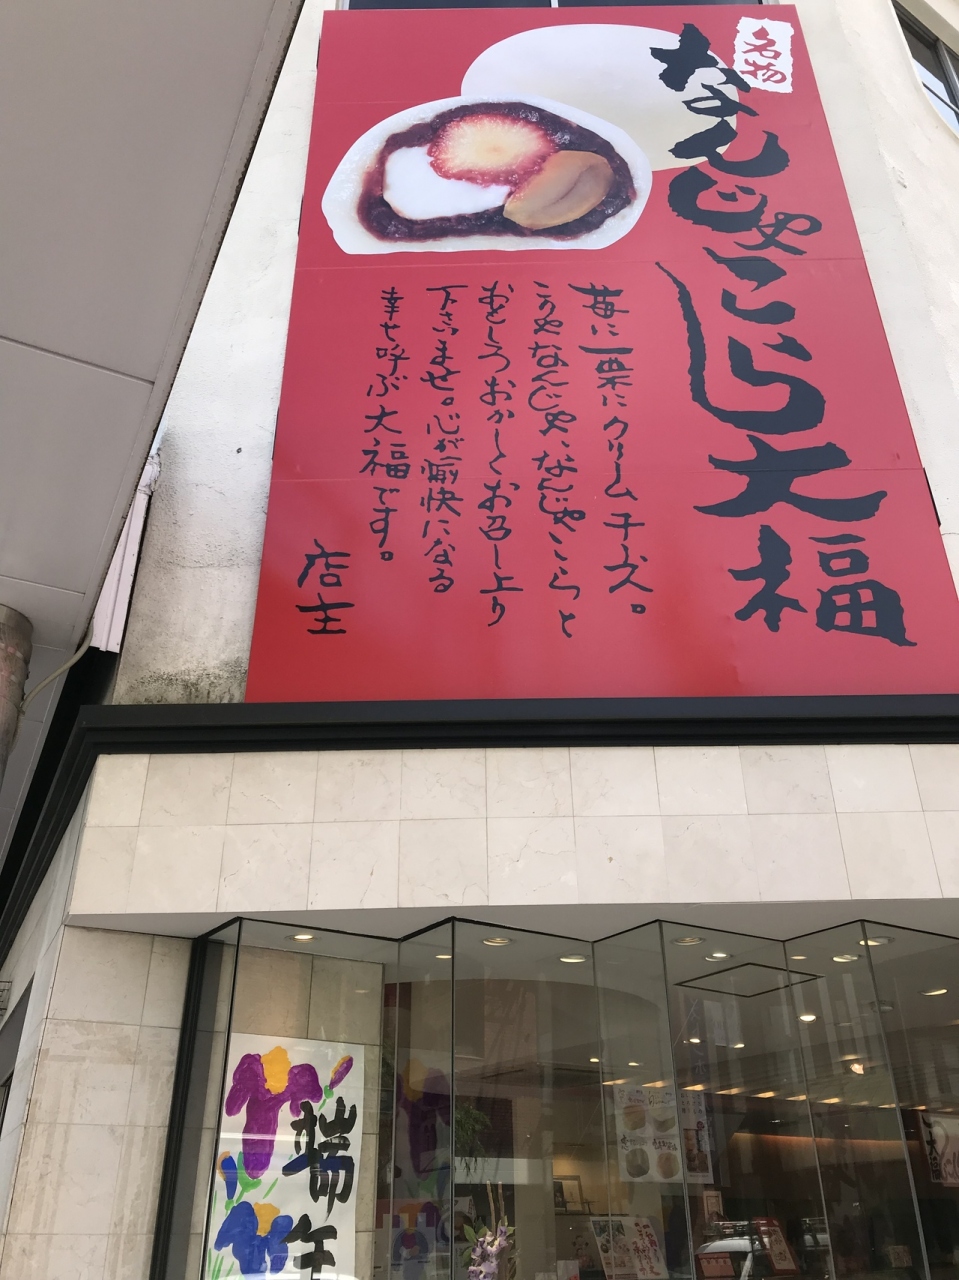 名物
なんじゃこら大福
苺に一栗にクリームチーズ。
こりゃなんじゃ、なんじゃこらと
おもしろおかしくお召し上り
下さいませ。心が愉快になる
幸せ呼ぶ大福です。
店主
端午